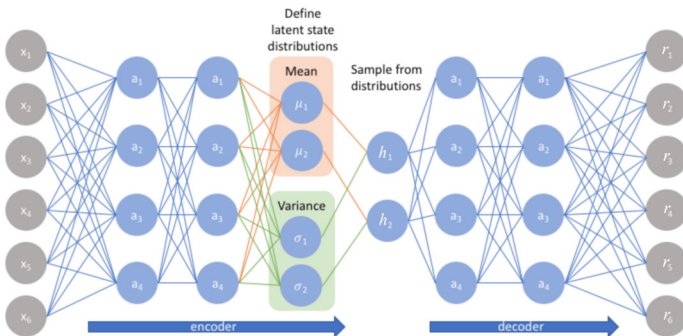 Define
latent state
distributions
Mean
Sample from
distributions
Variance
x₁
x₂
x₃
x₄
x₅
x₆
a₁
a₂
a₃
a₄
a₁
a₂
a₃
a₄
μ₁
μ₂
σ₁
σ₂
h₁
h₂
a₁
a₂
a₃
a₄
a₁
a₂
a₃
a₄
r₁
r₂
r₃
r₄
r₅
r₆
encoder
decoder